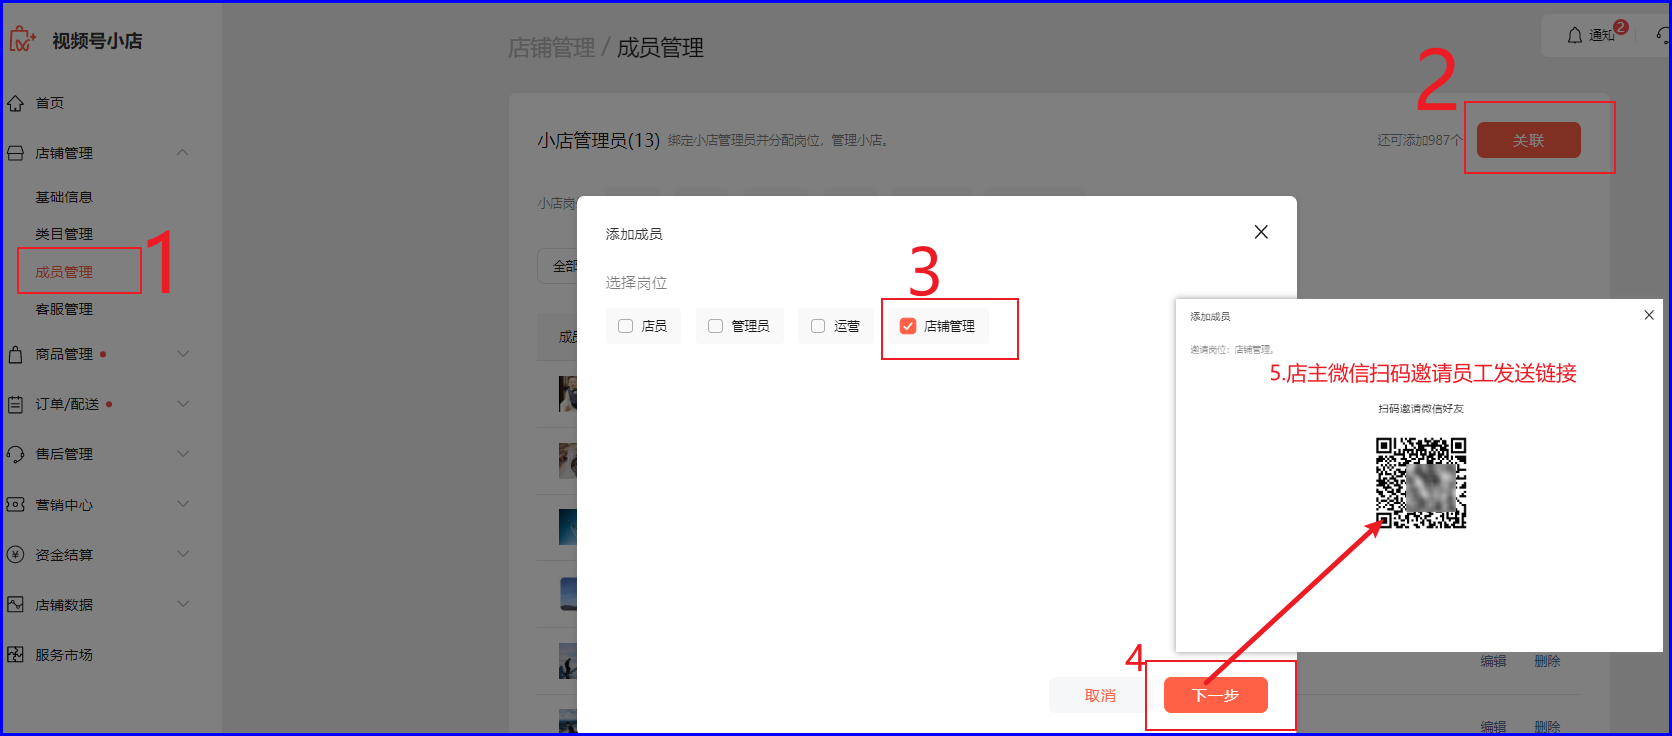 视频号小店
店铺管理 / 成员管理
通知 2
首页
店铺管理
基础信息
类目管理
成员管理
客服管理
商品管理
订单/配送
售后管理
营销中心
资金结算
店铺数据
服务市场
1
2
小店管理员(13) 绑定小店管理员并分配岗位，管理小店。
还可添加987个
关联
小店岗
全部
成员
添加成员
选择岗位
3
店员 管理员 运营 店铺管理
4
取消 下一步
添加成员
邀请岗位：店铺管理。
5.店主微信扫码邀请员工发送链接
扫码邀请微信好友
编辑 删除
编辑 删除